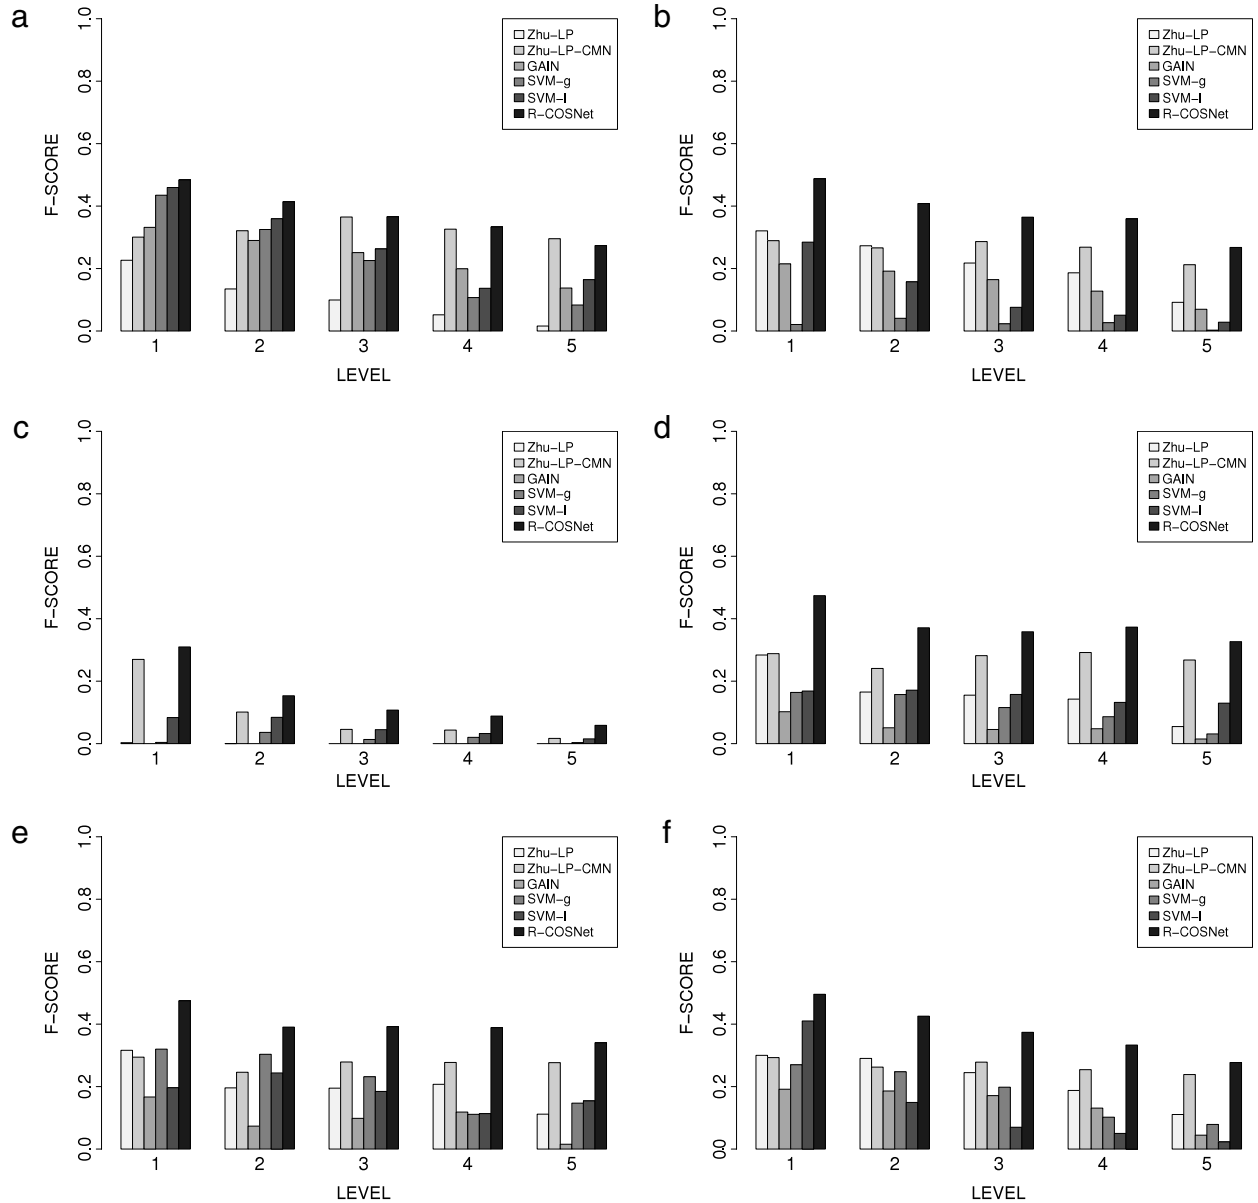 a
F-SCORE
0.0 0.2 0.4 0.6 0.8 1.0
Zhu-LP
Zhu-LP-CMN
GAIN
SVM-g
SVM-l
R-COSNet
1 2 3 4 5
LEVEL
b
F-SCORE
0.0 0.2 0.4 0.6 0.8 1.0
Zhu-LP
Zhu-LP-CMN
GAIN
SVM-g
SVM-l
R-COSNet
1 2 3 4 5
LEVEL
c
F-SCORE
0.0 0.2 0.4 0.6 0.8 1.0
Zhu-LP
Zhu-LP-CMN
GAIN
SVM-g
SVM-l
R-COSNet
1 2 3 4 5
LEVEL
d
F-SCORE
0.0 0.2 0.4 0.6 0.8 1.0
Zhu-LP
Zhu-LP-CMN
GAIN
SVM-g
SVM-l
R-COSNet
1 2 3 4 5
LEVEL
e
F-SCORE
0.0 0.2 0.4 0.6 0.8 1.0
Zhu-LP
Zhu-LP-CMN
GAIN
SVM-g
SVM-l
R-COSNet
1 2 3 4 5
LEVEL
f
F-SCORE
0.0 0.2 0.4 0.6 0.8 1.0
Zhu-LP
Zhu-LP-CMN
GAIN
SVM-g
SVM-l
R-COSNet
1 2 3 4 5
LEVEL